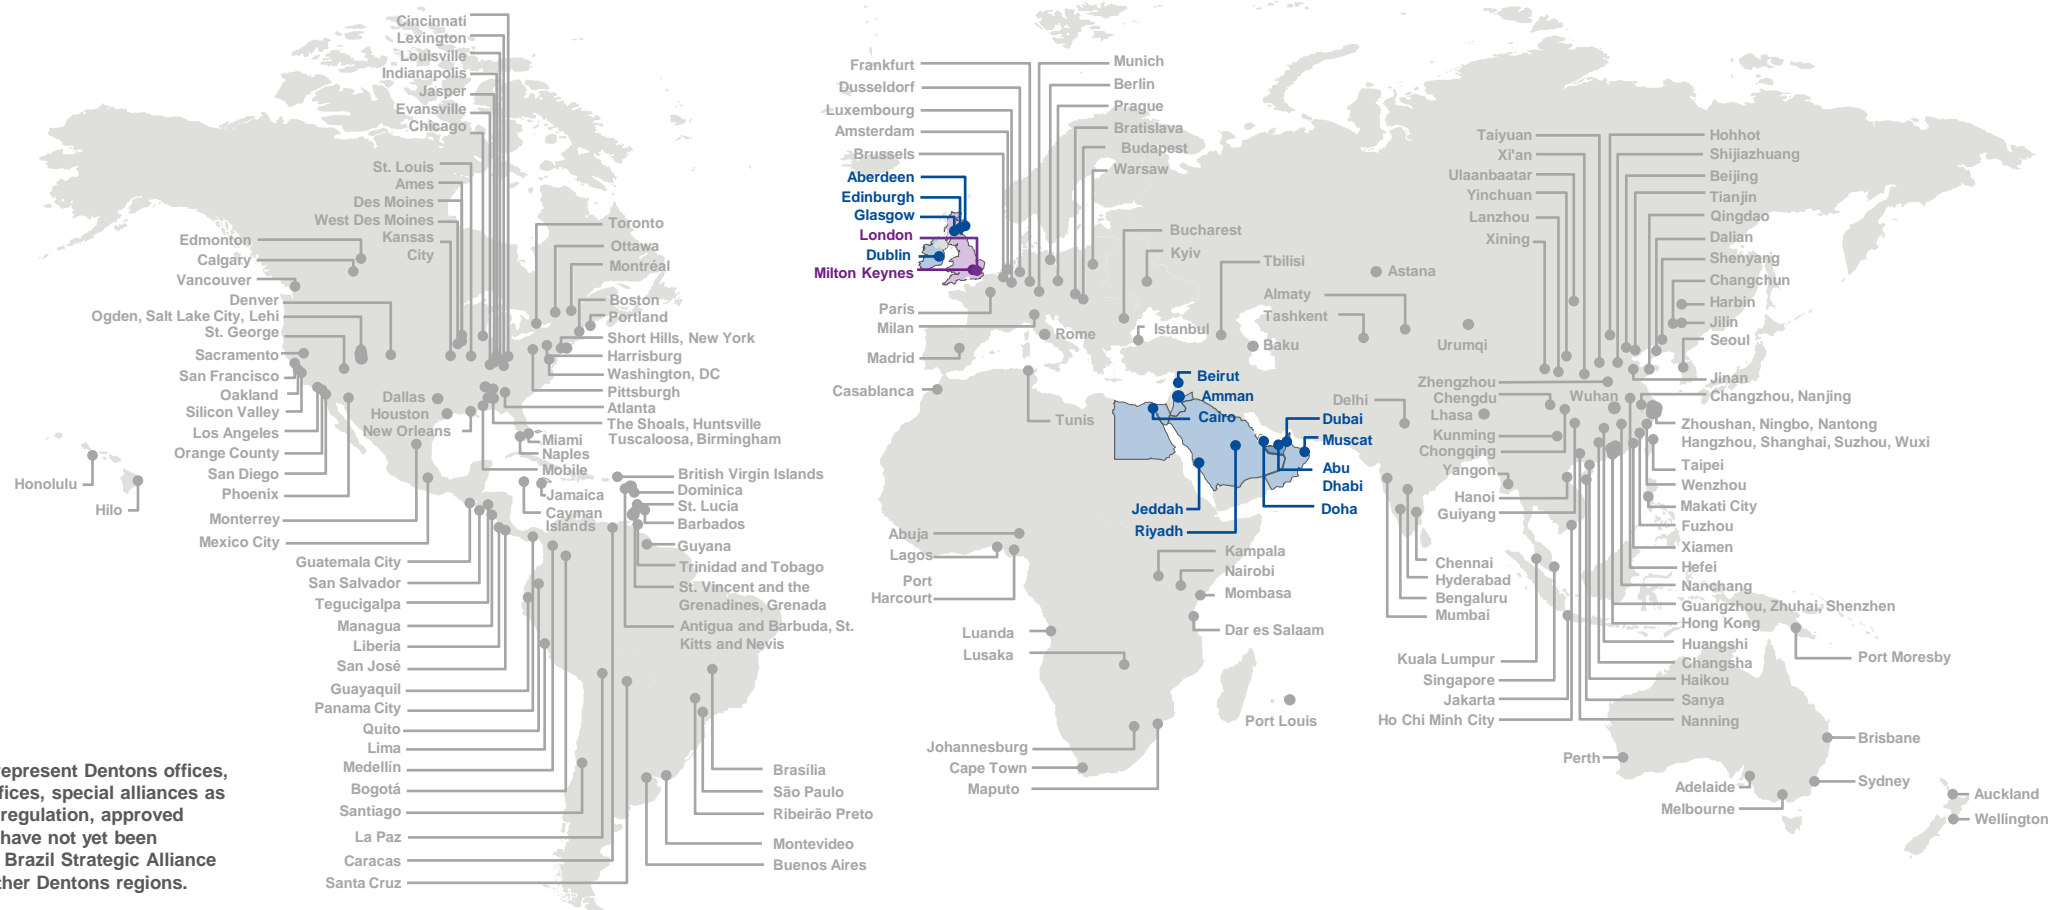 Cincinnati
Lexington
Louisville
Indianapolis
Jasper
Evansville
Chicago
St. Louis
Ames
Des Moines
West Des Moines
Kansas
City
Edmonton
Calgary
Vancouver
Denver
Ogden, Salt Lake City, Lehi
St. George
Sacramento
San Francisco
Oakland
Silicon Valley
Los Angeles
Orange County
San Diego
Phoenix
Monterrey
Mexico City
Honolulu
Hilo
Dallas
Houston
New Orleans
Toronto
Ottawa
Montréal
Boston
Portland
Short Hills, New York
Harrisburg
Washington, DC
Pittsburgh
Atlanta
The Shoals, Huntsville
Tuscaloosa, Birmingham
Miami
Naples
Mobile
Jamaica
Cayman
Islands
British Virgin Islands
Dominica
St. Lucia
Barbados
Guyana
Trinidad and Tobago
St. Vincent and the
Grenadines, Grenada
Antigua and Barbuda, St.
Kitts and Nevis
Guatemala City
San Salvador
Tegucigalpa
Managua
Liberia
San José
Guayaquil
Panama City
Quito
Lima
Medellín
Bogotá
Santiago
La Paz
Caracas
Santa Cruz
Brasília
São Paulo
Ribeirão Preto
Montevideo
Buenos Aires
epresent Dentons offices,
fices, special alliances as
regulation, approved
have not yet been
Brazil Strategic Alliance
ther Dentons regions.
Frankfurt
Dusseldorf
Luxembourg
Amsterdam
Brussels
Aberdeen
Edinburgh
Glasgow
London
Dublin
Milton Keynes
Paris
Milan
Madrid
Casablanca
Munich
Berlin
Prague
Bratislava
Budapest
Warsaw
Bucharest
Kyiv
Tbilisi
Rome
Istanbul
Baku
Tunis
Astana
Almaty
Tashkent
Urumqi
Beirut
Amman
Cairo
Dubai
Muscat
Abu
Dhabi
Doha
Jeddah
Riyadh
Abuja
Lagos
Port
Harcourt
Kampala
Nairobi
Mombasa
Dar es Salaam
Luanda
Lusaka
Port Louis
Johannesburg
Cape Town
Maputo
Taiyuan
Xi'an
Ulaanbaatar
Yinchuan
Lanzhou
Xining
Hohhot
Shijiazhuang
Beijing
Tianjin
Qingdao
Dalian
Shenyang
Changchun
Harbin
Jilin
Seoul
Jinan
Changzhou, Nanjing
Zhoushan, Ningbo, Nantong
Hangzhou, Shanghai, Suzhou, Wuxi
Taipei
Wenzhou
Makati City
Fuzhou
Xiamen
Hefei
Nanchang
Guangzhou, Zhuhai, Shenzhen
Hong Kong
Huangshi
Changsha
Haikou
Sanya
Nanning
Zhengzhou
Chengdu
Wuhan
Delhi
Lhasa
Kunming
Chongqing
Yangon
Hanoi
Guiyang
Chennai
Hyderabad
Bengaluru
Mumbai
Kuala Lumpur
Singapore
Jakarta
Ho Chi Minh City
Port Moresby
Perth
Adelaide
Melbourne
Brisbane
Sydney
Auckland
Wellington